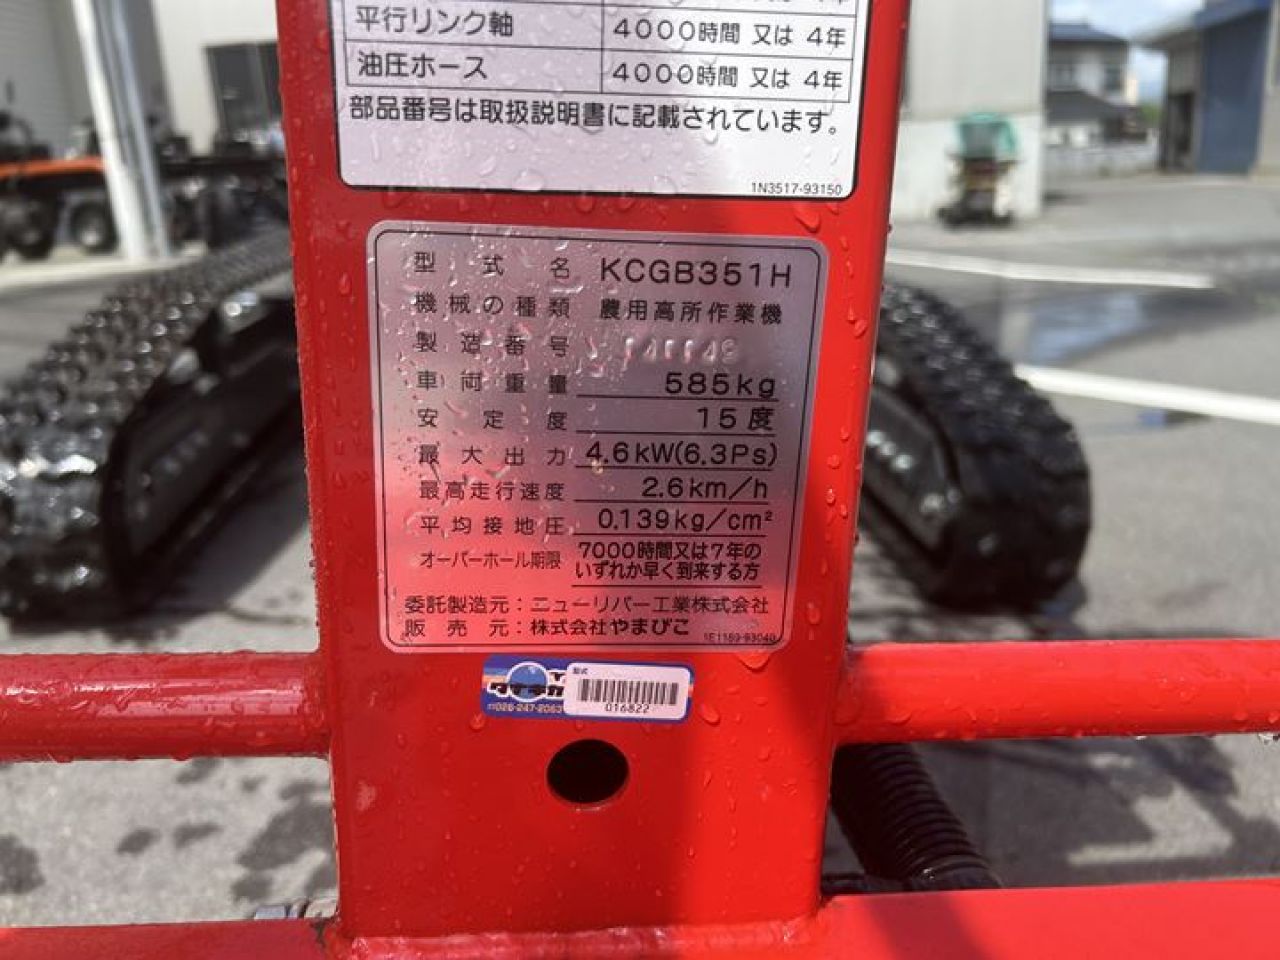 平行リンク軸 4000時間 又は 4年
油圧ホース 4000時間 又は 4年
部品番号は取扱説明書に記載されています。
1N3517-93150
型式名 KCGB351H
機械の種類 農用高所作業機
製造番号
車両重量 585kg
安定度 15度
最大出力 4.6kW(6.3Ps)
最高走行速度 2.6km/h
平均接地圧 0.139kg/cm²
オーバーホール期限 7000時間又は7年の
いずれか早く到来する方
委託製造元：ニューリバー工業株式会社
販売元：株式会社やまびこ
1E1189-93040
型式
026-247-2063
016822